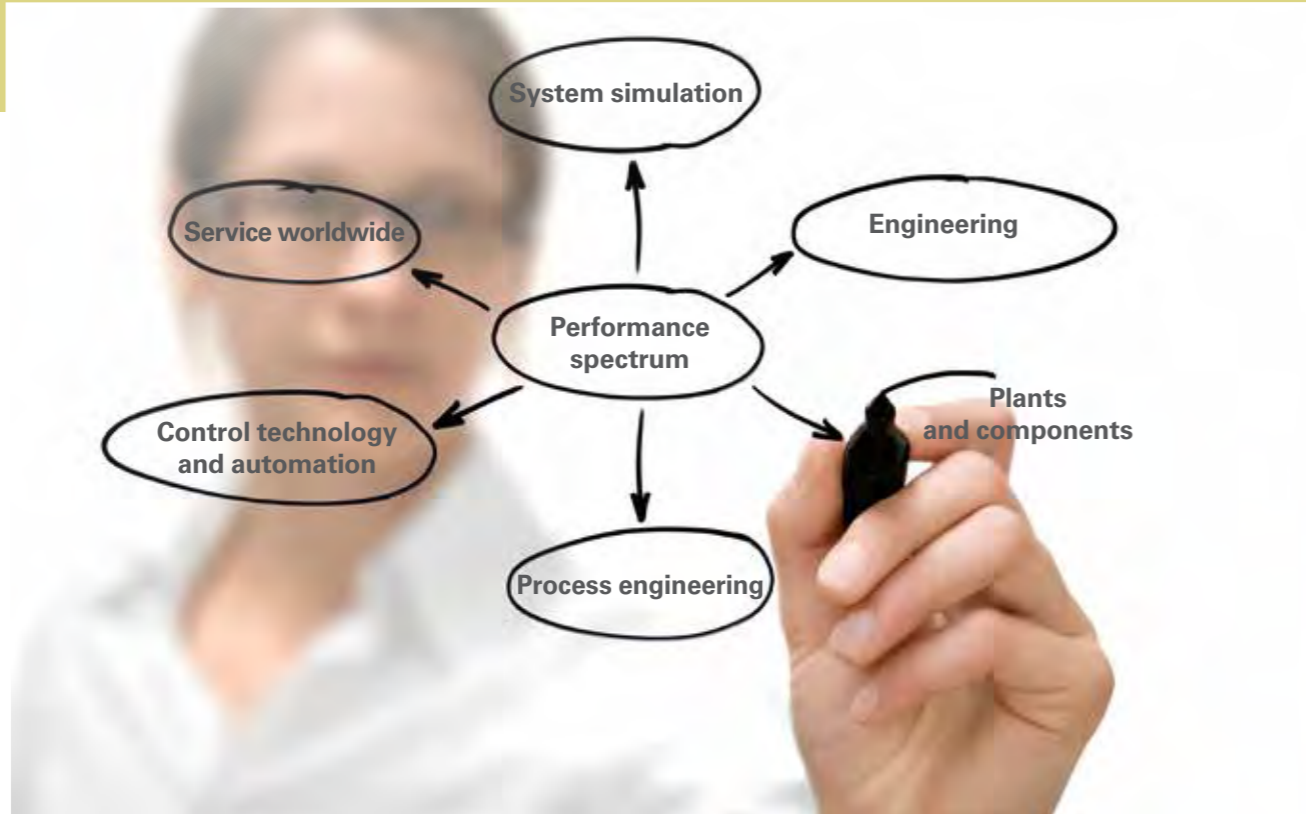 System simulation
Service worldwide
Engineering
Performance
spectrum
Plants
and components
Control technology
and automation
Process engineering